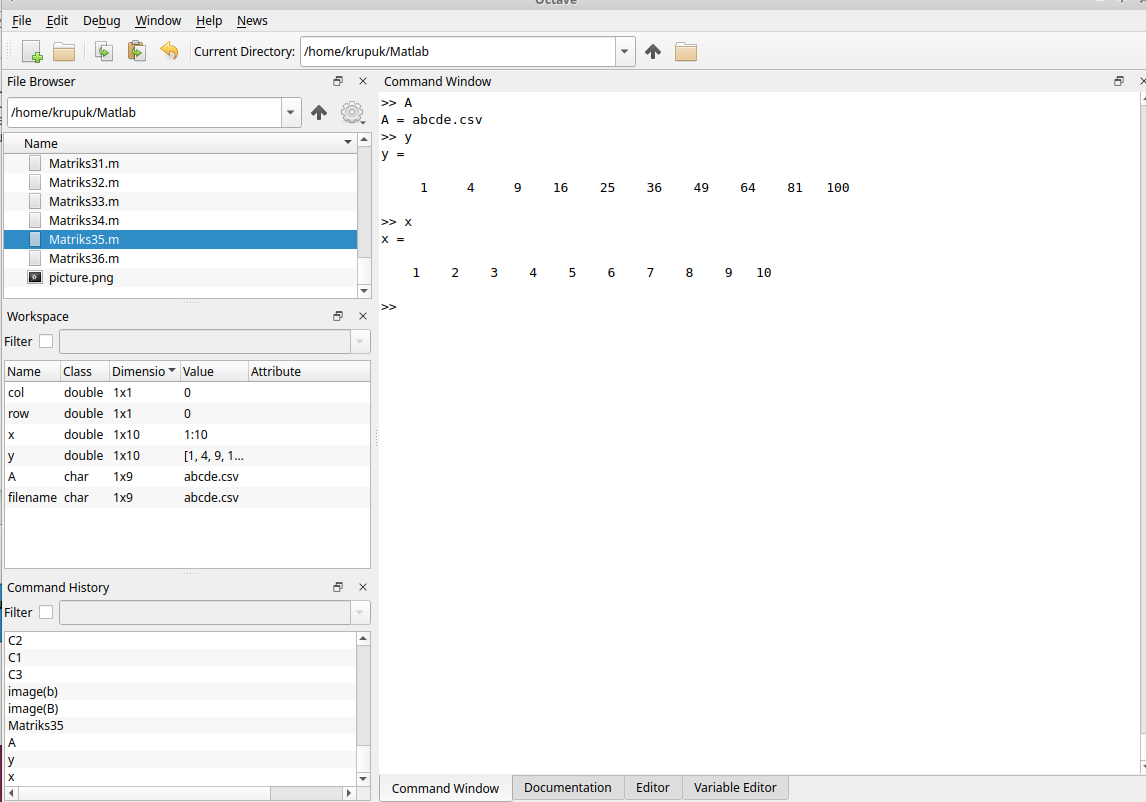 Octave
File Edit Debug Window Help News
Current Directory: /home/krupuk/Matlab
File Browser
/home/krupuk/Matlab
Name
Matriks31.m
Matriks32.m
Matriks33.m
Matriks34.m
Matriks35.m
Matriks36.m
picture.png
Workspace
Filter
Name Class Dimensio Value Attribute
col double 1x1 0
row double 1x1 0
x double 1x10 1:10
y double 1x10 [1, 4, 9, 1...
A char 1x9 abcde.csv
filename char 1x9 abcde.csv
Command History
Filter
C2
C1
C3
image(b)
image(B)
Matriks35
A
y
x
Command Window
>> A
A = abcde.csv
>> y
y =
1 4 9 16 25 36 49 64 81 100
>> x
x =
1 2 3 4 5 6 7 8 9 10
>>
Command Window Documentation Editor Variable Editor